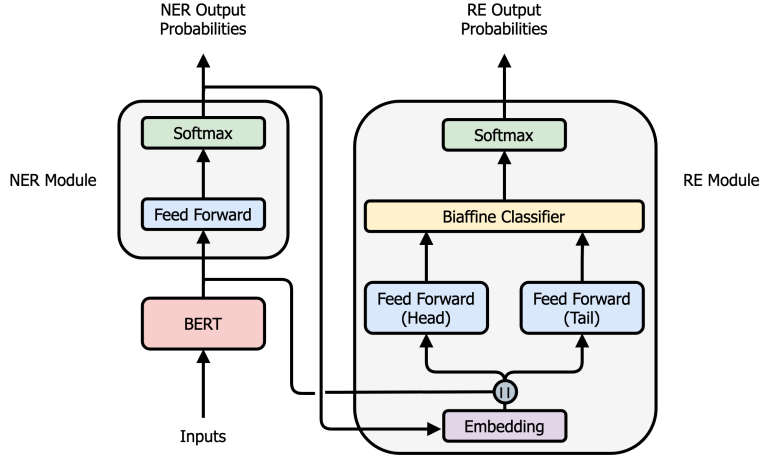 NER Output
Probabilities
RE Output
Probabilities
Softmax
Softmax
NER Module
RE Module
Feed Forward
Biaffine Classifier
Feed Forward
(Head)
Feed Forward
(Tail)
BERT
||
Embedding
Inputs